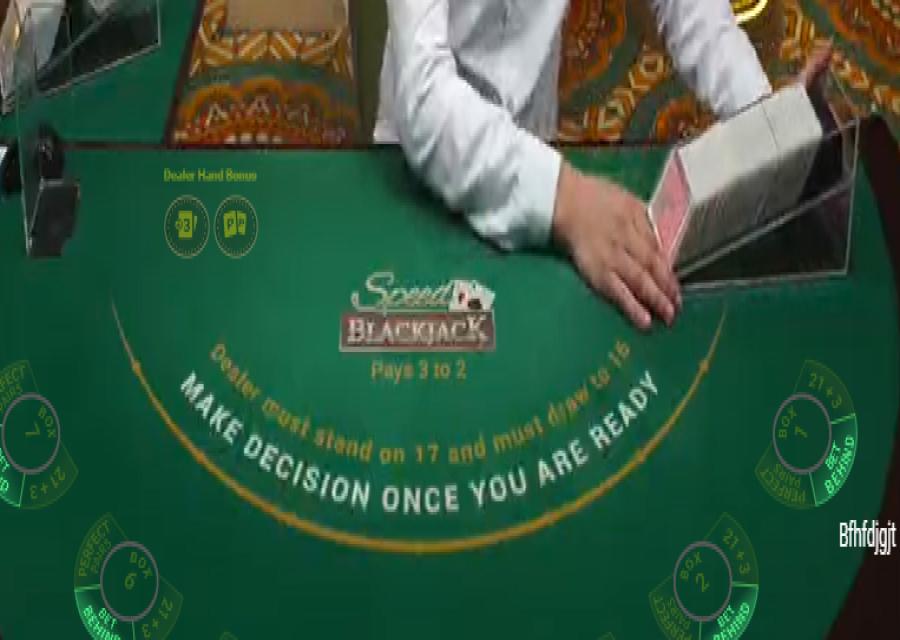 Dealer Hand Bonus
Speed
BLACKJACK
Pays 3 to 2
Dealer must stand on 17 and must draw to 16
MAKE DECISION ONCE YOU ARE READY
PERFECT PAIRS
BOX
7
21+3
21+3
BOX
1
BET BEHIND
PERFECT PAIRS
Bfhfdjgjt
PERFECT PAIRS
BOX
6
BET BEHIND
21+3
21+3
BOX
2
BET BEHIND
PERFECT PAIRS